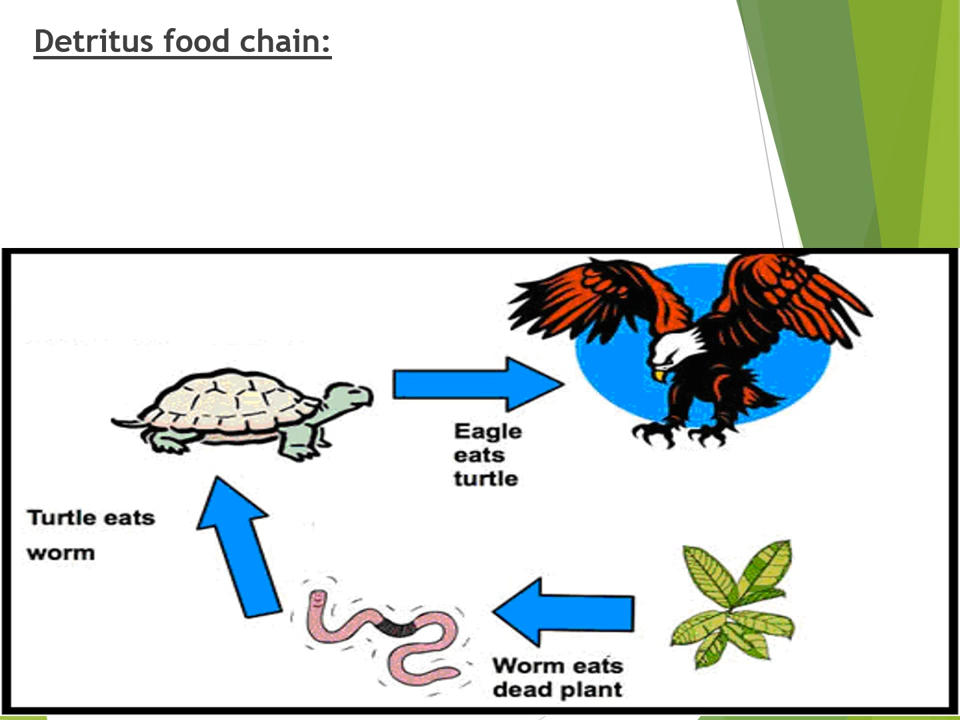 Detritus food chain:
Eagle
eats
turtle
Turtle eats
worm
Worm eats
dead plant